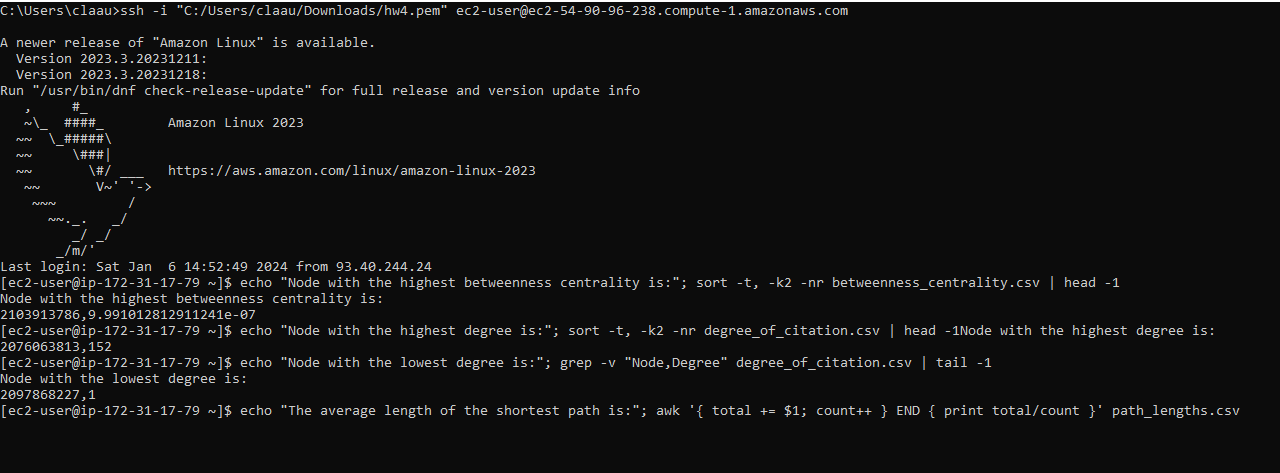 C:\Users\claau>ssh -i "C:/Users/claau/Downloads/hw4.pem" ec2-user@ec2-54-90-96-238.compute-1.amazonaws.com
A newer release of "Amazon Linux" is available.
  Version 2023.3.20231211:
  Version 2023.3.20231218:
Run "/usr/bin/dnf check-release-update" for full release and version update info
   ,     #_
   ~\_  ####_        Amazon Linux 2023
  ~~  \_#####\
  ~~     \###|
  ~~       \#/ ___   https://aws.amazon.com/linux/amazon-linux-2023
   ~~       V~' '->
    ~~~         /
      ~~._.   _/
         _/ _/
       _/m/'
Last login: Sat Jan  6 14:52:49 2024 from 93.40.244.24
[ec2-user@ip-172-31-17-79 ~]$ echo "Node with the highest betweenness centrality is:"; sort -t, -k2 -nr betweenness_centrality.csv | head -1
Node with the highest betweenness centrality is:
2103913786,9.991012812911241e-07
[ec2-user@ip-172-31-17-79 ~]$ echo "Node with the highest degree is:"; sort -t, -k2 -nr degree_of_citation.csv | head -1Node with the highest degree is:
2076063813,152
[ec2-user@ip-172-31-17-79 ~]$ echo "Node with the lowest degree is:"; grep -v "Node,Degree" degree_of_citation.csv | tail -1
Node with the lowest degree is:
2097868227,1
[ec2-user@ip-172-31-17-79 ~]$ echo "The average length of the shortest path is:"; awk '{ total += $1; count++ } END { print total/count }' path_lengths.csv